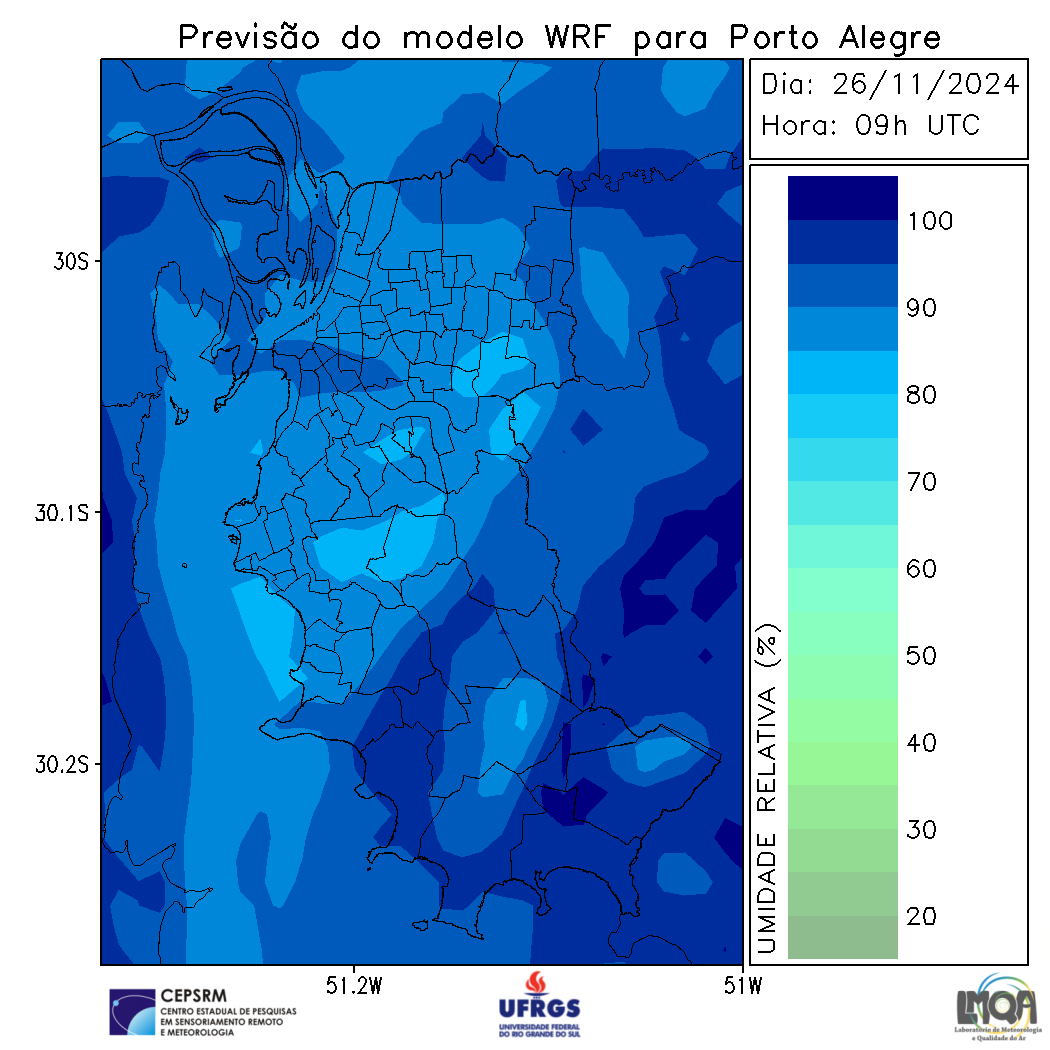 Previsão do modelo WRF para Porto Alegre
Dia: 26/11/2024
Hora: 09h UTC
30S
30.1S
30.2S
51.2W
51W
UMIDADE RELATIVA (%)
100
90
80
70
60
50
40
30
20
CEPSRM
CENTRO ESTADUAL DE PESQUISAS
EM SENSORIAMENTO REMOTO
E METEOROLOGIA
UFRGS
UNIVERSIDADE FEDERAL
DO RIO GRANDE DO SUL
LMQA
Laboratório de Meteorologia
e Qualidade do Ar